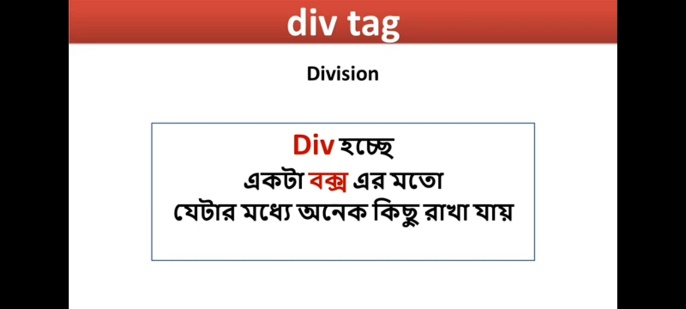 div tag
Division
Div হচ্ছে
একটা বক্স এর মতো
যেটার মধ্যে অনেক কিছু রাখা যায়